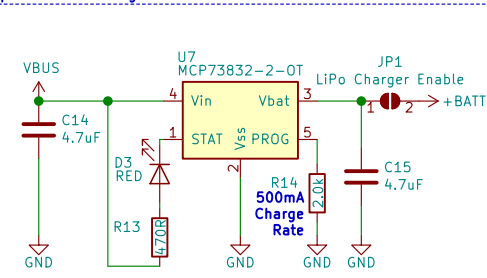 U7
MCP73832-2-OT
VBUS
JP1
LiPo Charger Enable
4
Vin
Vbat
3
1
2
+BATT
C14
4.7uF
1
STAT
Vss
PROG
5
2
D3
RED
R14
2.0k
500mA
Charge
Rate
C15
4.7uF
R13
470R
GND
GND
GND
GND